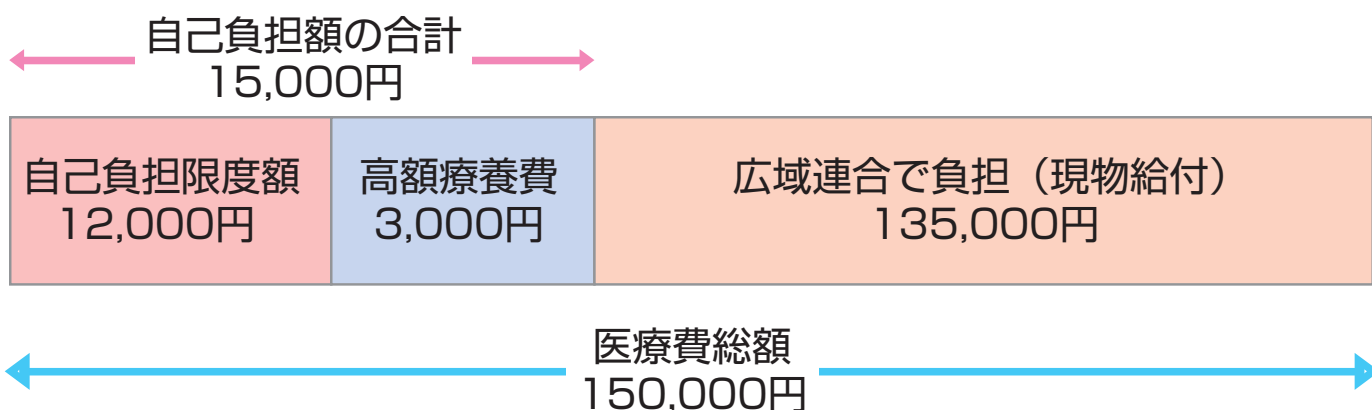 自己負担額の合計
15,000円
自己負担限度額
12,000円
高額療養費
3,000円
広域連合で負担（現物給付）
135,000円
医療費総額
150,000円